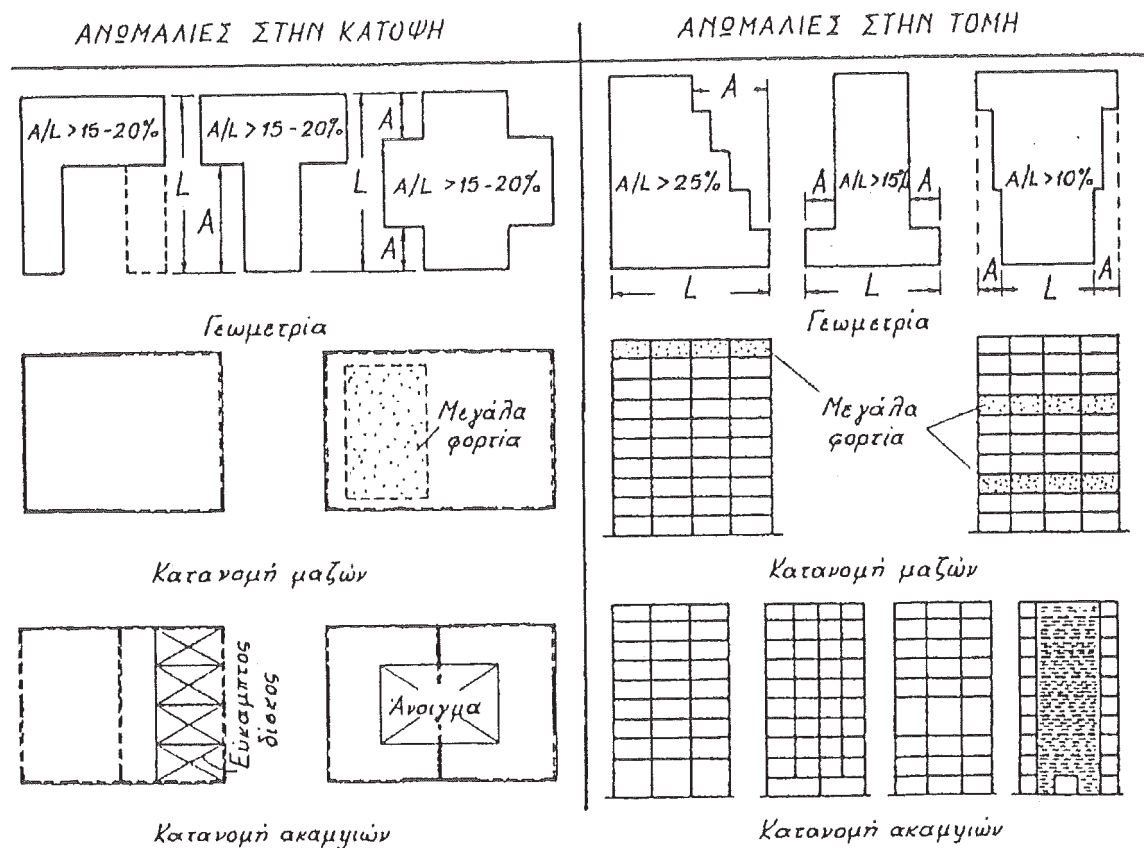 ΑΝΩΜΑΛΙΕΣ ΣΤΗΝ ΚΑΤΟΨΗ
A/L>15-20%
L
A
A/L>15-20%
L
A
A/L>15-20%
A
Γεωμετρία
Μεγάλα
φορτία
Κατανομή μαζών
Εύκαμπτος
δίσκος
Άνοιγμα
Κατανομή ακαμψιών
ΑΝΩΜΑΛΙΕΣ ΣΤΗΝ ΤΟΜΗ
A
A/L>25%
L
A
A/L>15%
A
L
A/L>10%
A
L
A
Γεωμετρία
Μεγάλα
φορτία
Κατανομή μαζών
Κατανομή ακαμψιών